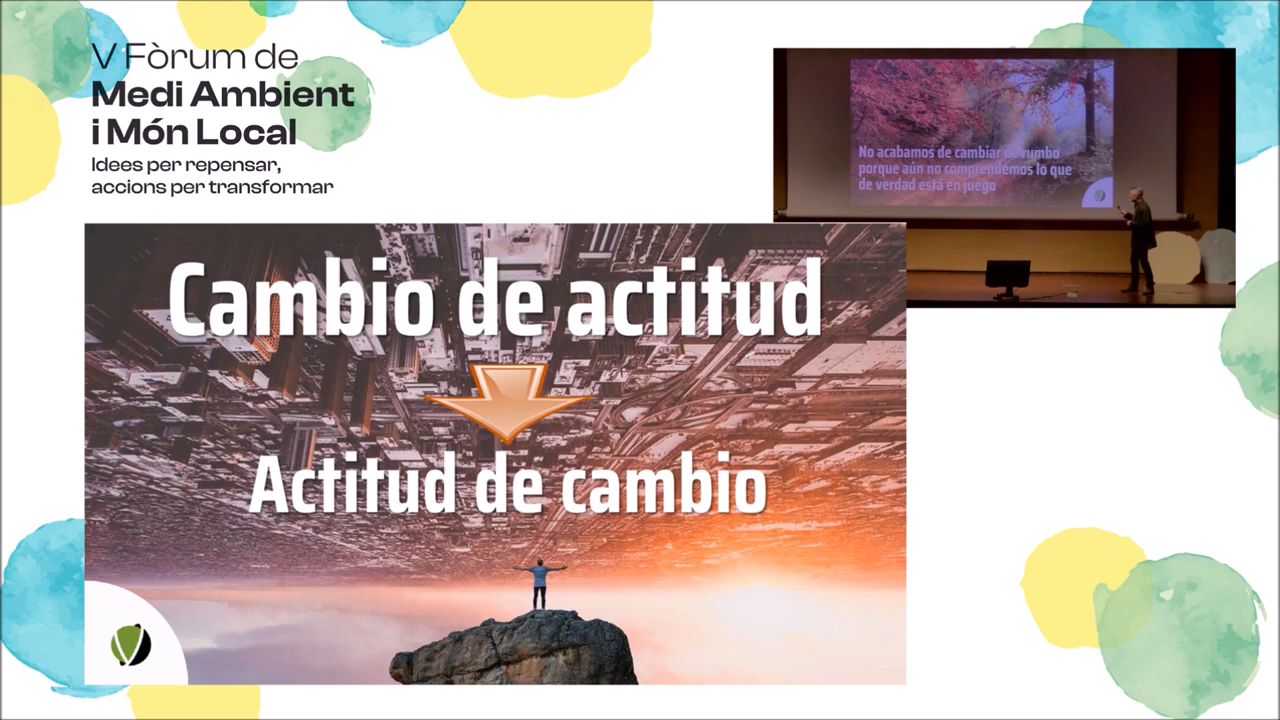 V Fòrum de
Medi Ambient
i Món Local
Idees per repensar,
accions per transformar
No acabamos de cambiar de rumbo
porque aún no comprendemos lo que
de verdad está en juego
Cambio de actitud
Actitud de cambio